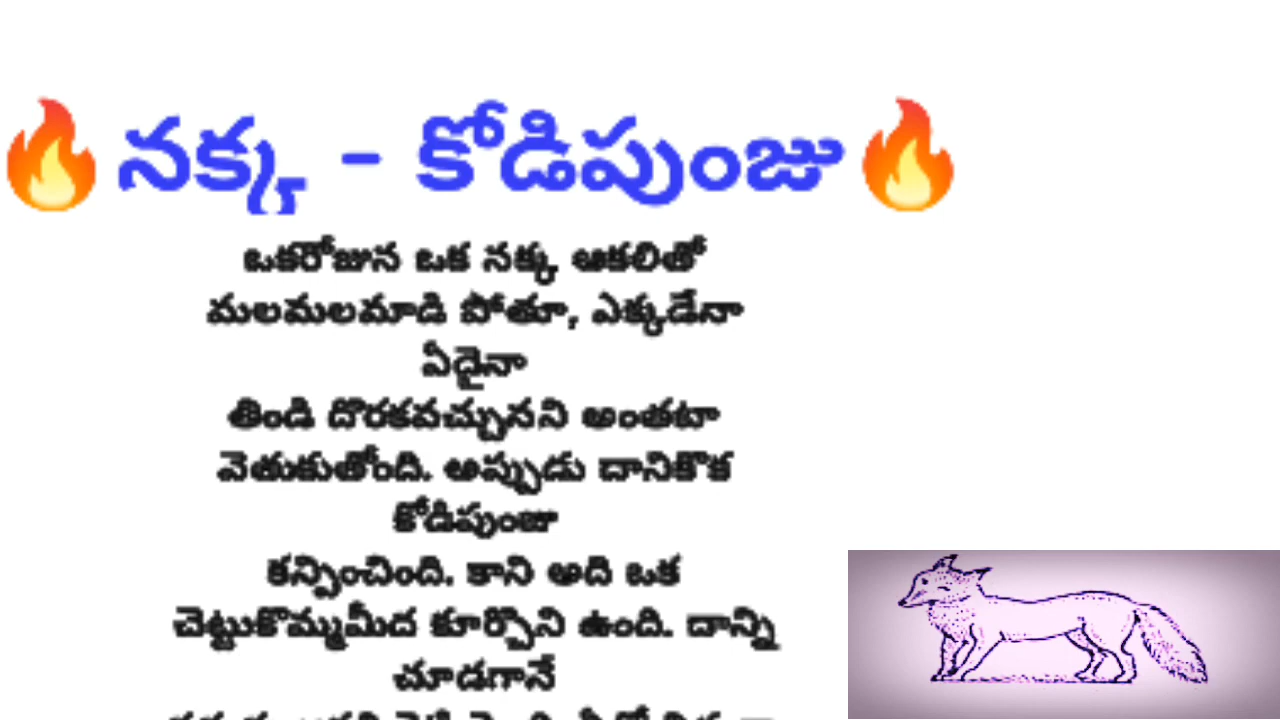 🔥నక్క - కోడిపుంజు🔥
ఒకరోజున ఒక నక్క ఆకలితో
మలమలమాడి పోతూ, ఎక్కడేనా
ఏదైనా
తిండి దొరకవచ్చునని అంతటా
వెతుకుతోంది. అప్పుడు దానికొక
కోడిపుంజు
కన్పించింది. కాని అది ఒక
చెట్టుకొమ్మమీద కూర్చొని ఉంది. దాన్ని
చూడగానే